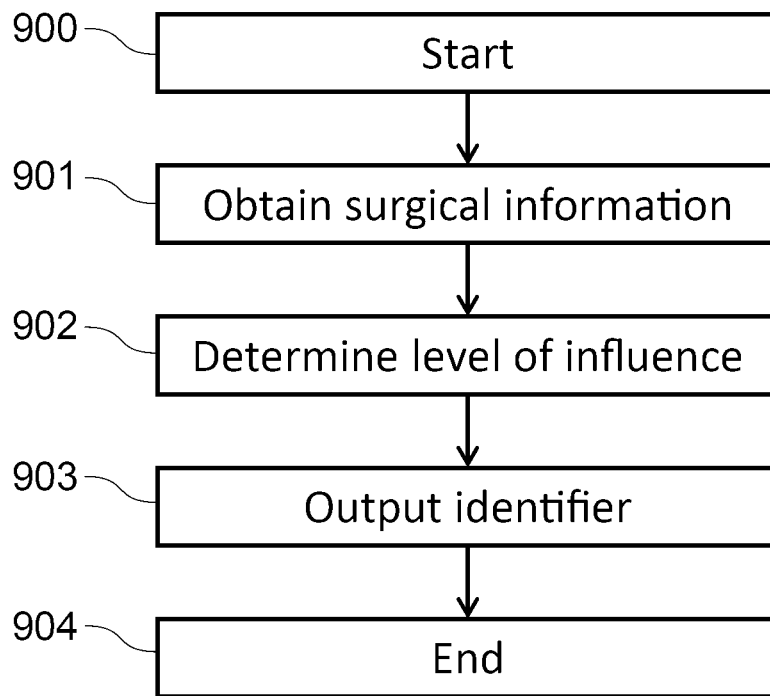 900
Start
901
Obtain surgical information
902
Determine level of influence
903
Output identifier
904
End